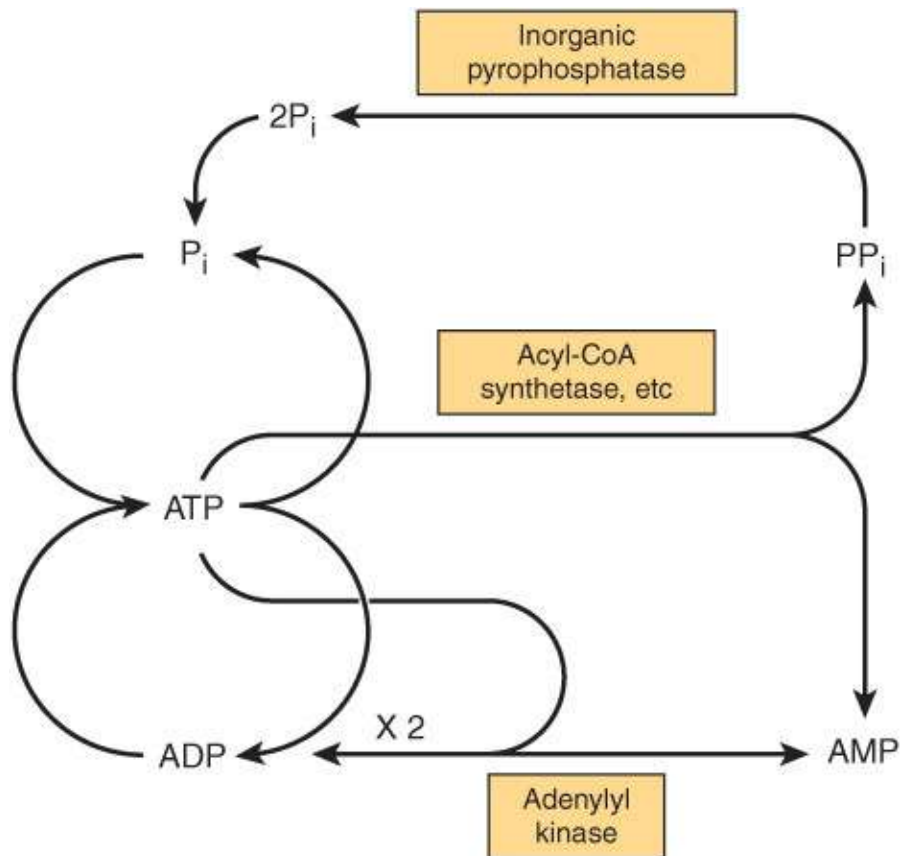 Inorganic
pyrophosphatase
2Pi
Pi
PPi
Acyl-CoA
synthetase, etc
ATP
X 2
ADP
AMP
Adenylyl
kinase